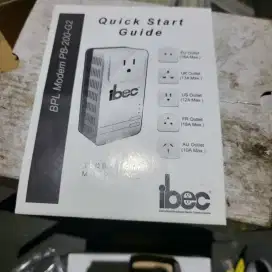 Quick Start
Guide
BPL Modem PB-200-G2
EU Outlet
(16A Max.)
UK Outlet
(13A Max.)
US Outlet
(12A Max.)
FR Outlet
(16A Max.)
AU Outlet
(10A Max.)
ibec
ibec